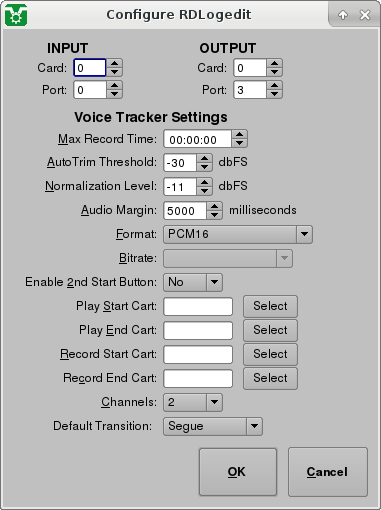 Configure RDLogedit
INPUT OUTPUT
Card: 0 Card: 0
Port: 0 Port: 3
Voice Tracker Settings
Max Record Time: 00:00:00
AutoTrim Threshold: -30 dbFS
Normalization Level: -11 dbFS
Audio Margin: 5000 milliseconds
Format: PCM16
Bitrate:
Enable 2nd Start Button: No
Play Start Cart: Select
Play End Cart: Select
Record Start Cart: Select
Record End Cart: Select
Channels: 2
Default Transition: Segue
OK Cancel